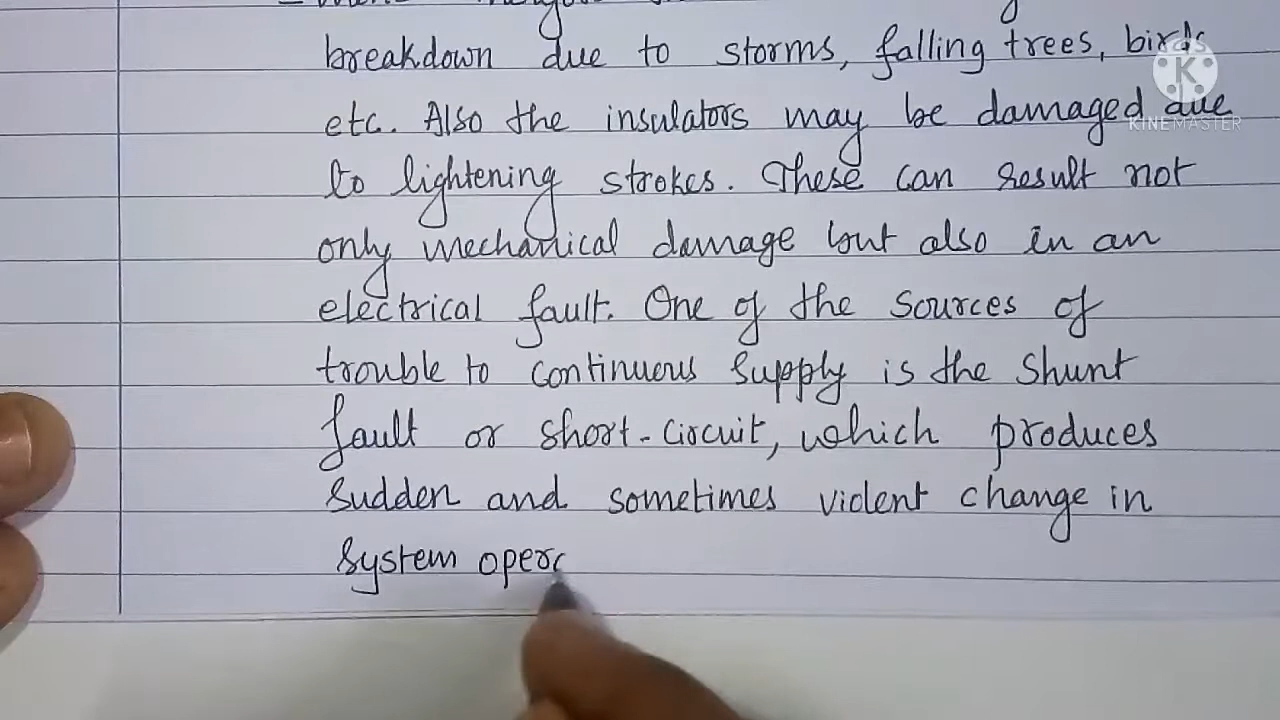 breakdown due to storms, falling trees, birds
etc. Also the insulators may be damaged due
to lightening strokes. These can result not
only mechanical damage but also in an
electrical fault. One of the sources of
trouble to continuous supply is the shunt
fault or short-circuit, which produces
sudden and sometimes violent change in
system opera
K
KINEMASTER